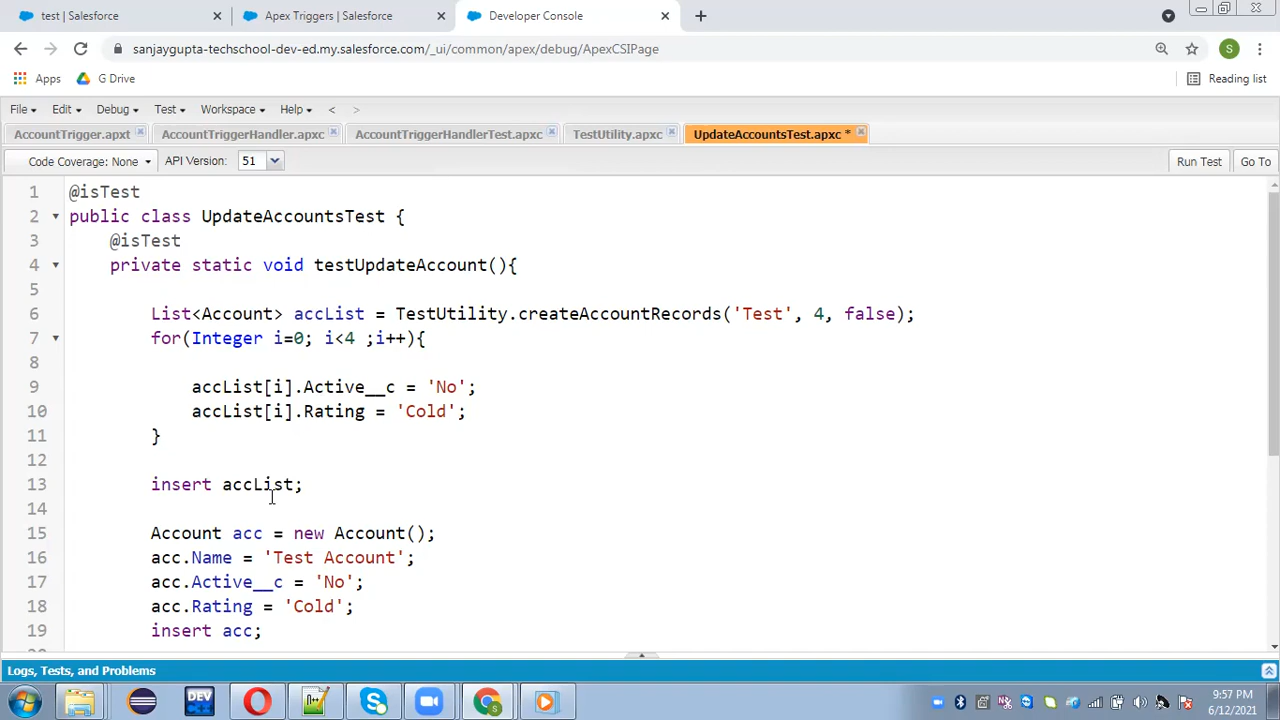 test | Salesforce
Apex Triggers | Salesforce
Developer Console
sanjaygupta-techschool-dev-ed.my.salesforce.com/_ui/common/apex/debug/ApexCSIPage
S
Apps
G Drive
Reading list
File Edit Debug Test Workspace Help < >
AccountTrigger.apxt
AccountTriggerHandler.apxc
AccountTriggerHandlerTest.apxc
TestUtility.apxc
UpdateAccountsTest.apxc *
Code Coverage: None API Version: 51 Run Test Go To
1 @isTest
2 public class UpdateAccountsTest {
3 @isTest
4 private static void testUpdateAccount(){
5
6 List<Account> accList = TestUtility.createAccountRecords('Test', 4, false);
7 for(Integer i=0; i<4 ;i++){
8
9 accList[i].Active__c = 'No';
10 accList[i].Rating = 'Cold';
11 }
12
13 insert accList;
14
15 Account acc = new Account();
16 acc.Name = 'Test Account';
17 acc.Active__c = 'No';
18 acc.Rating = 'Cold';
19 insert acc;
Logs, Tests, and Problems
DEV
9:57 PM
6/12/2021